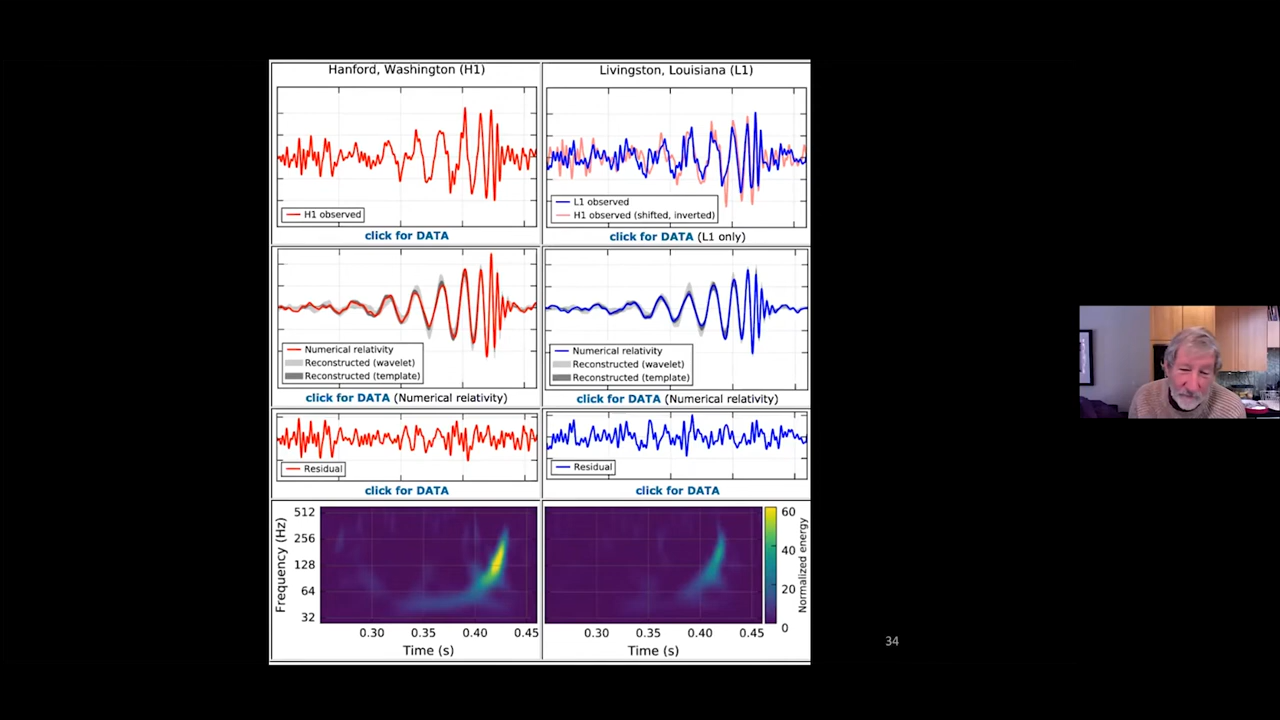 Hanford, Washington (H1)
Livingston, Louisiana (L1)
H1 observed
L1 observed
H1 observed (shifted, inverted)
click for DATA
click for DATA (L1 only)
Numerical relativity
Reconstructed (wavelet)
Reconstructed (template)
Numerical relativity
Reconstructed (wavelet)
Reconstructed (template)
click for DATA (Numerical relativity)
click for DATA (Numerical relativity)
Residual
Residual
click for DATA
click for DATA
Frequency (Hz)
512
256
128
64
32
0.30 0.35 0.40 0.45
Time (s)
0.30 0.35 0.40 0.45
Time (s)
60
40
20
0
Normalized energy
34